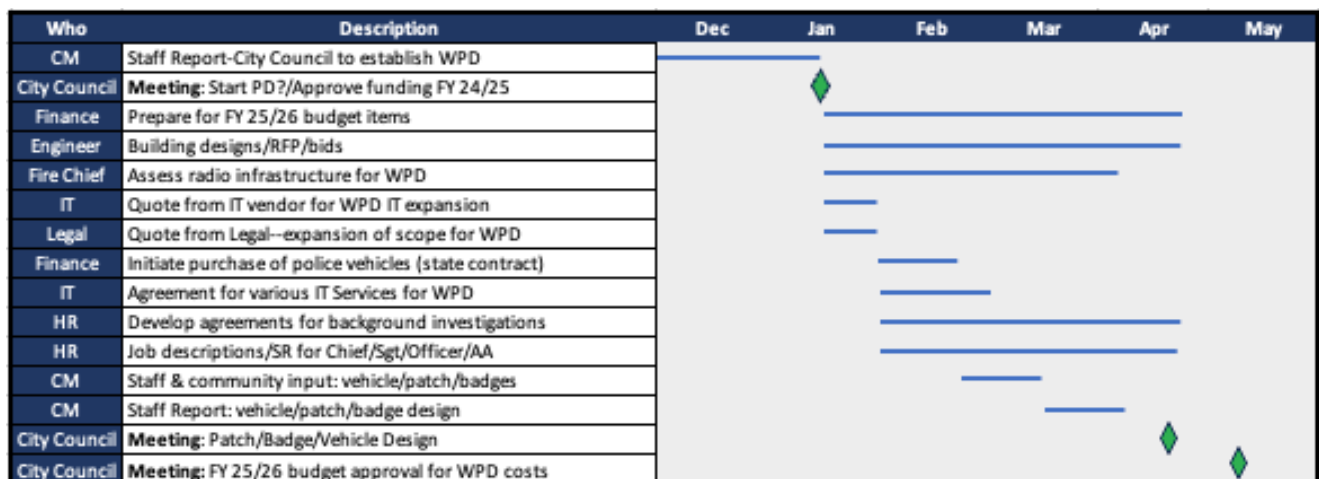 Who Description Dec Jan Feb Mar Apr May
CM Staff Report-City Council to establish WPD
City Council Meeting: Start PD?/Approve funding FY 24/25
Finance Prepare for FY 25/26 budget items
Engineer Building designs/RFP/bids
Fire Chief Assess radio infrastructure for WPD
IT Quote from IT vendor for WPD IT expansion
Legal Quote from Legal--expansion of scope for WPD
Finance Initiate purchase of police vehicles (state contract)
IT Agreement for various IT Services for WPD
HR Develop agreements for background investigations
HR Job descriptions/SR for Chief/Sgt/Officer/AA
CM Staff & community input: vehicle/patch/badges
CM Staff Report: vehicle/patch/badge design
City Council Meeting: Patch/Badge/Vehicle Design
City Council Meeting: FY 25/26 budget approval for WPD costs